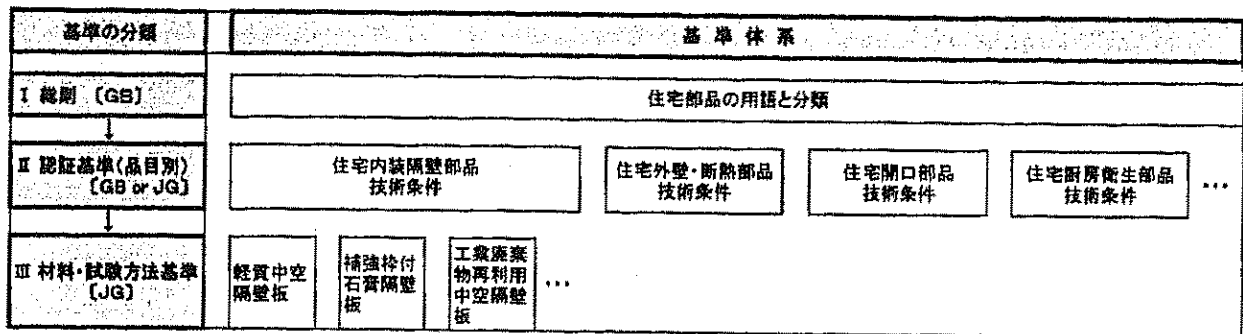 基準の分類
基準体系
I 総則 〔GB〕
住宅部品の用語と分類
II 認証基準(品目別)
〔GB or JG〕
住宅内装隔壁部品
技術条件
住宅外壁・断熱部品
技術条件
住宅開口部品
技術条件
住宅厨房衛生部品
技術条件
…
III 材料・試験方法基準
〔JG〕
軽質中空
隔壁板
補強枠付
石膏隔壁
板
工業廃棄
物再利用
中空隔壁
板
…